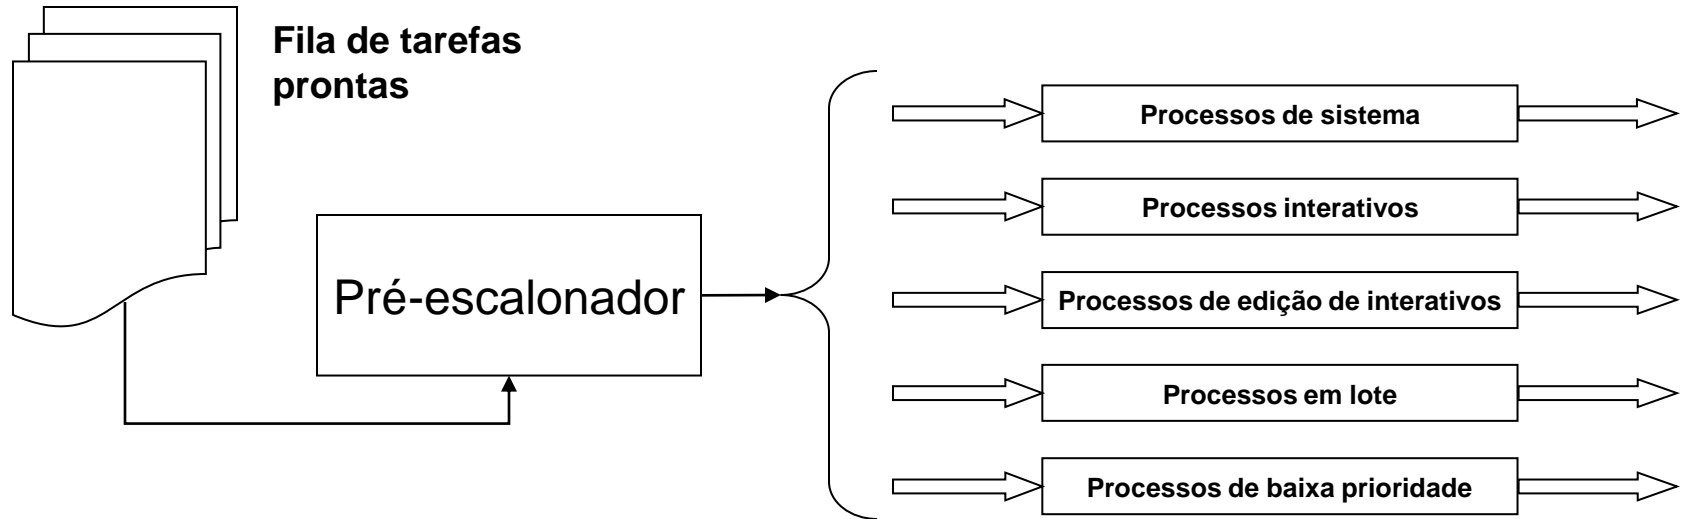 Fila de tarefas
prontas
Pré-escalonador
Processos de sistema
Processos interativos
Processos de edição de interativos
Processos em lote
Processos de baixa prioridade